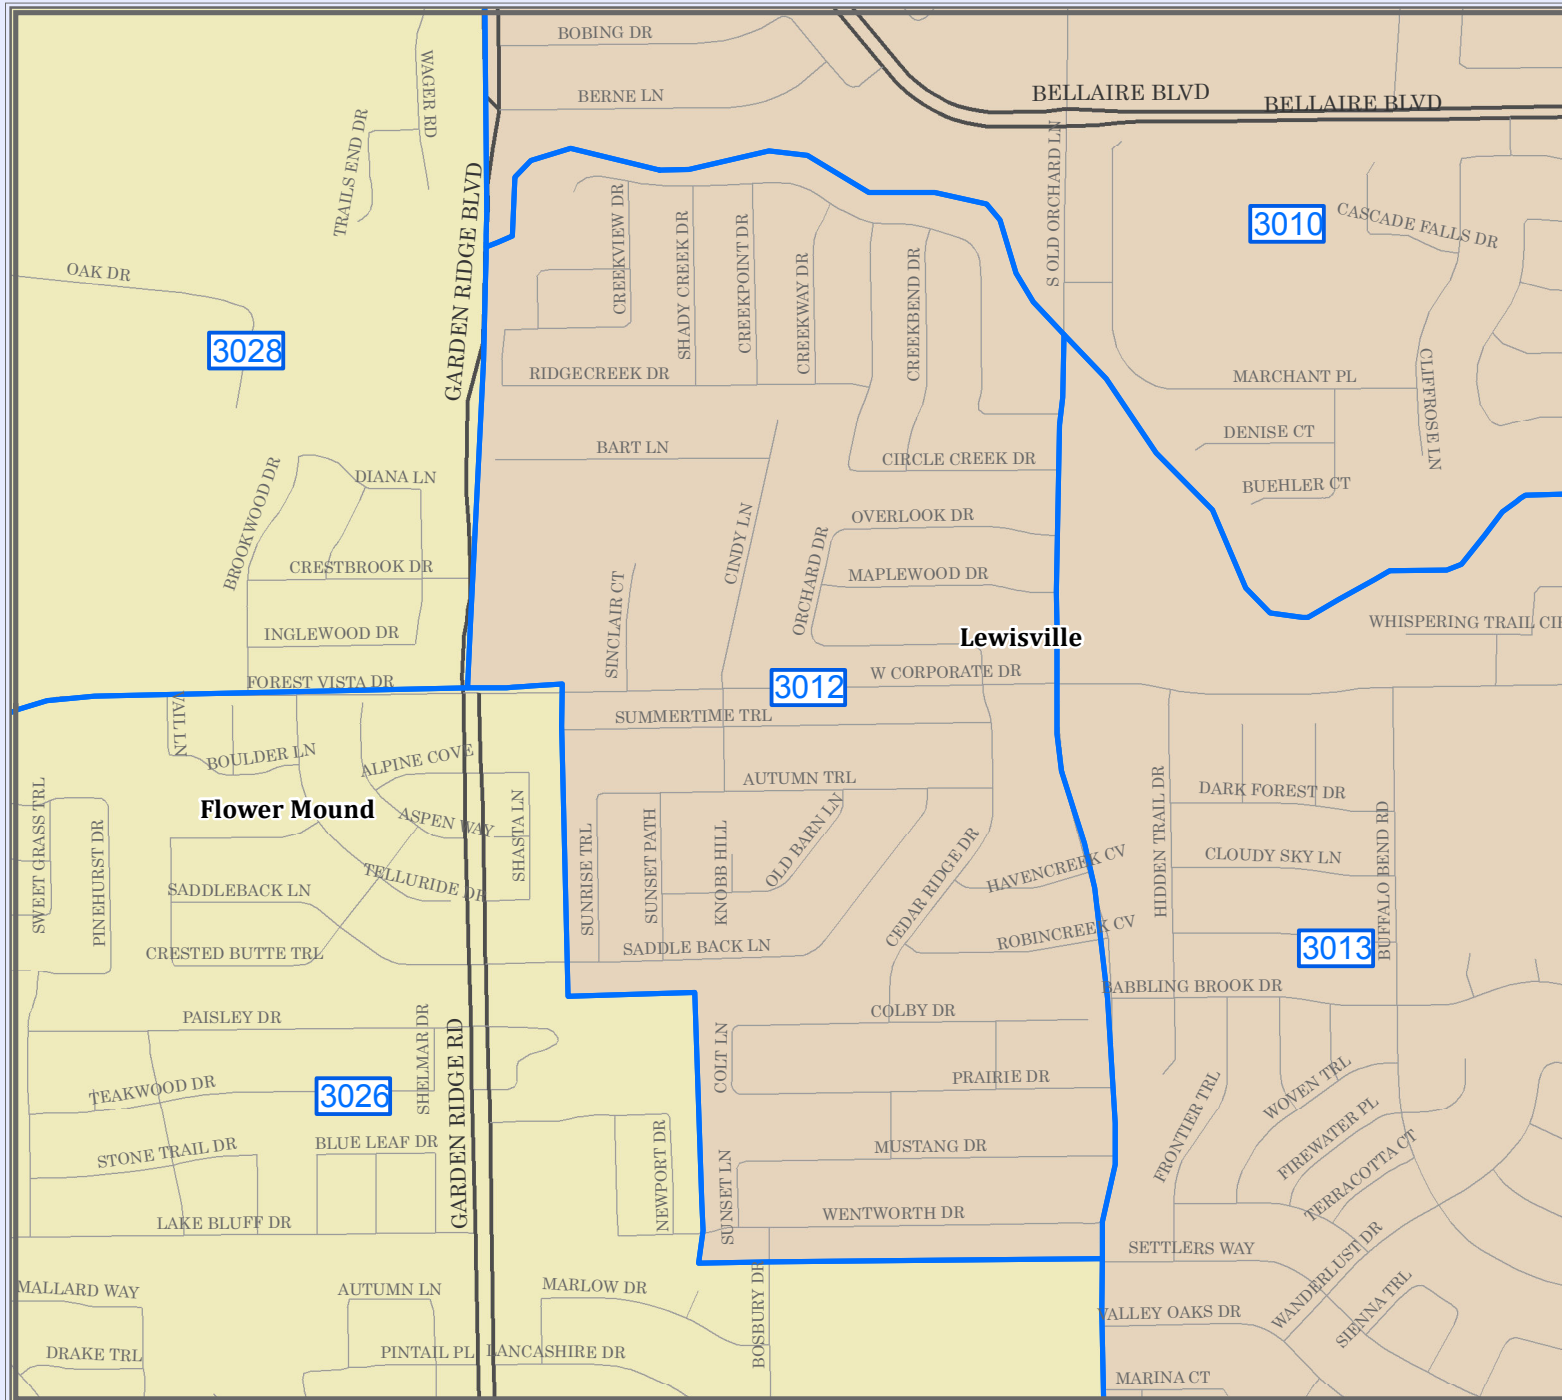 BOBING DR
WAGER RD
BERNE LN
BELLAIRE BLVD
BELLAIRE BLVD
TRAILS END DR
GARDEN RIDGE BLVD
S OLD ORCHARD LN
3010
CASCADE FALLS DR
CREEKVIEW DR
SHADY CREEK DR
CREEKPOINT DR
CREEKWAY DR
CREEKBEND DR
OAK DR
3028
RIDGECREEK DR
MARCHANT PL
CLIFFROSE LN
DENISE CT
BART LN
CIRCLE CREEK DR
BUEHLER CT
DIANA LN
BROOKWOOD DR
OVERLOOK DR
CINDY LN
ORCHARD DR
CRESTBROOK DR
MAPLEWOOD DR
SINCLAIR CT
INGLEWOOD DR
Lewisville
WHISPERING TRAIL CIR
FOREST VISTA DR
3012
W CORPORATE DR
VAIL LN
SUMMERTIME TRL
BOULDER LN
ALPINE COVE
AUTUMN TRL
DARK FOREST DR
HIDDEN TRAIL DR
Flower Mound
SWEET GRASS TRL
PINEHURST DR
ASPEN WAY
SHASTA LN
SUNRISE TRL
SUNSET PATH
KNOBB HILL
OLD BARN LN
CEDAR RIDGE DR
HAVENCREEK CV
CLOUDY SKY LN
BUFFALO BEND RD
TELLURIDE DR
SADDLEBACK LN
CRESTED BUTTE TRL
SADDLE BACK LN
ROBINCREEK CV
3013
BABBLING BROOK DR
PAISLEY DR
SHELMAR DR
GARDEN RIDGE RD
COLT LN
COLBY DR
TEAKWOOD DR
3026
PRAIRIE DR
WOVEN TRL
FRONTIER TRL
FIREWATER PL
STONE TRAIL DR
BLUE LEAF DR
NEWPORT DR
SUNSET LN
MUSTANG DR
TERRACOTTA CT
LAKE BLUFF DR
WENTWORTH DR
SETTLERS WAY
WANDERLUST DR
MALLARD WAY
AUTUMN LN
MARLOW DR
BOSBURY DR
VALLEY OAKS DR
SIENNA TRL
DRAKE TRL
PINTAIL PL
LANCASHIRE DR
MARINA CT